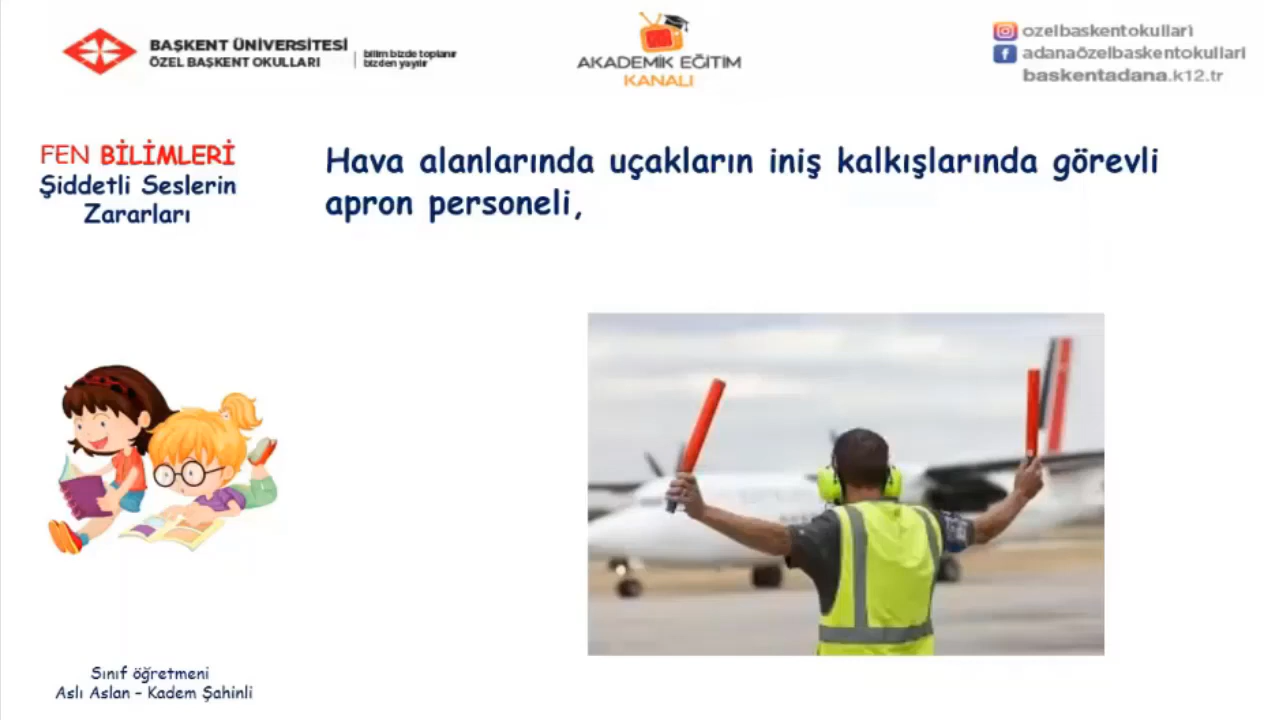 BAŞKENT ÜNİVERSİTESİ
ÖZEL BAŞKENT OKULLARI
bilim bizde toplanır
bizden yayılır
AKADEMİK EĞİTİM
KANALI
ozelbaskentokullari
adanaözelbaskentokullari
baskentadana.k12.tr
FEN BİLİMLERİ
Şiddetli Seslerin
Zararları
Hava alanlarında uçakların iniş kalkışlarında görevli
apron personeli,
Sınıf öğretmeni
Aslı Aslan – Kadem Şahinli